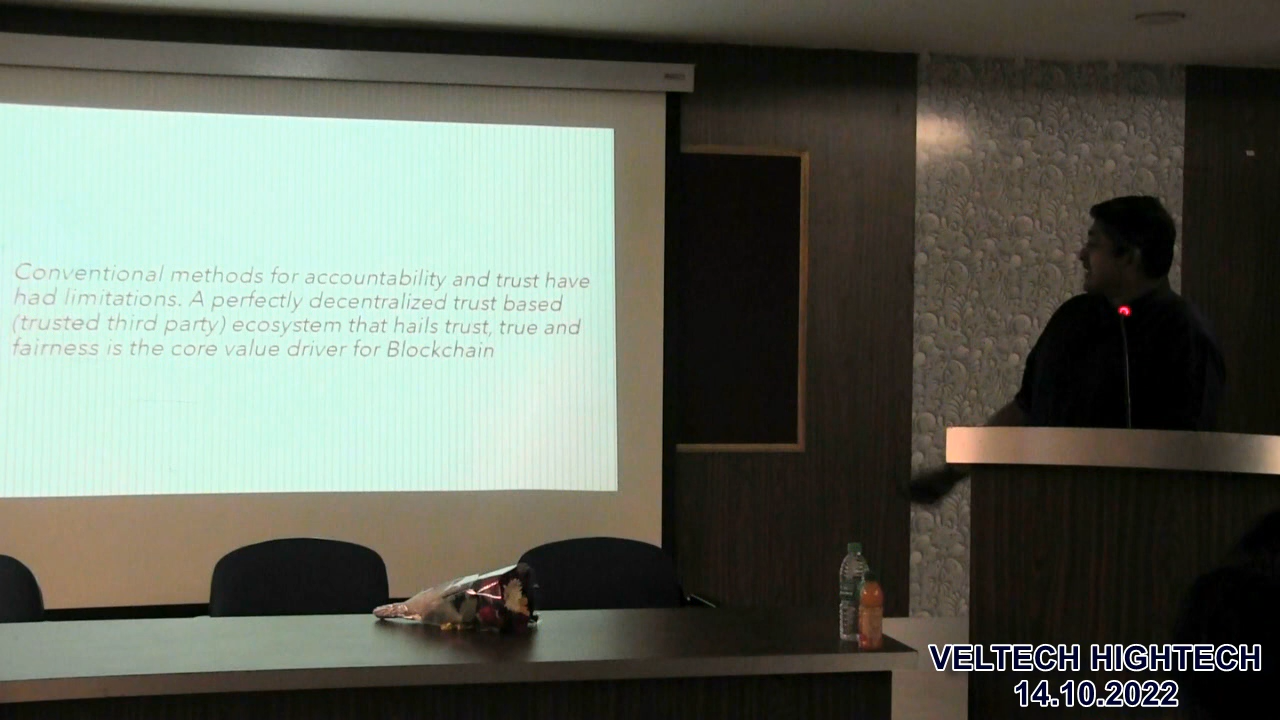 Conventional methods for accountability and trust have
had limitations. A perfectly decentralized trust based
(trusted third party) ecosystem that hails trust, true and
fairness is the core value driver for Blockchain
VELTECH HIGHTECH
14.10.2022